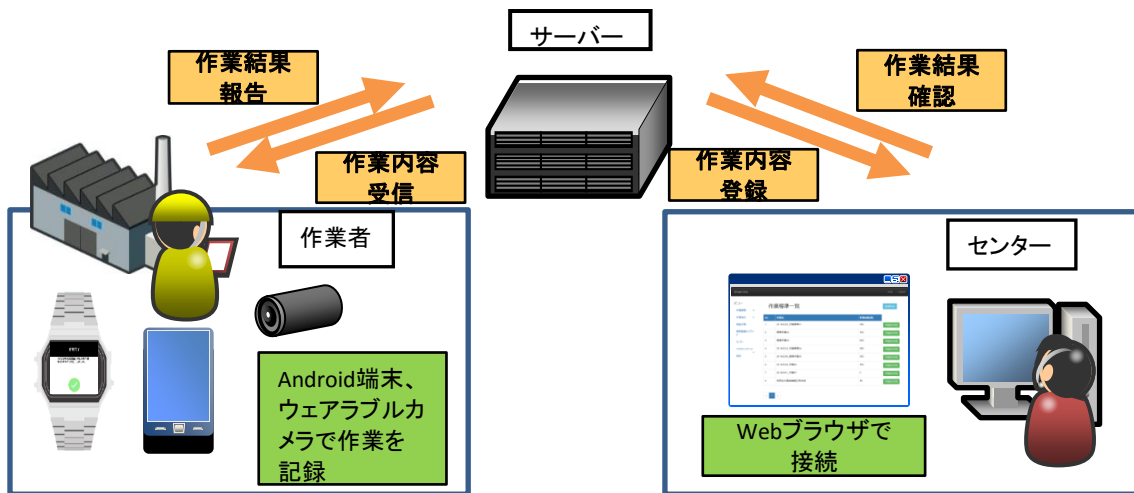 サーバー
作業結果
報告
作業結果
確認
作業内容
受信
作業内容
登録
作業者
センター
作業標準一覧
Android端末、
ウェアラブルカ
メラで作業を
記録
Webブラウザで
接続